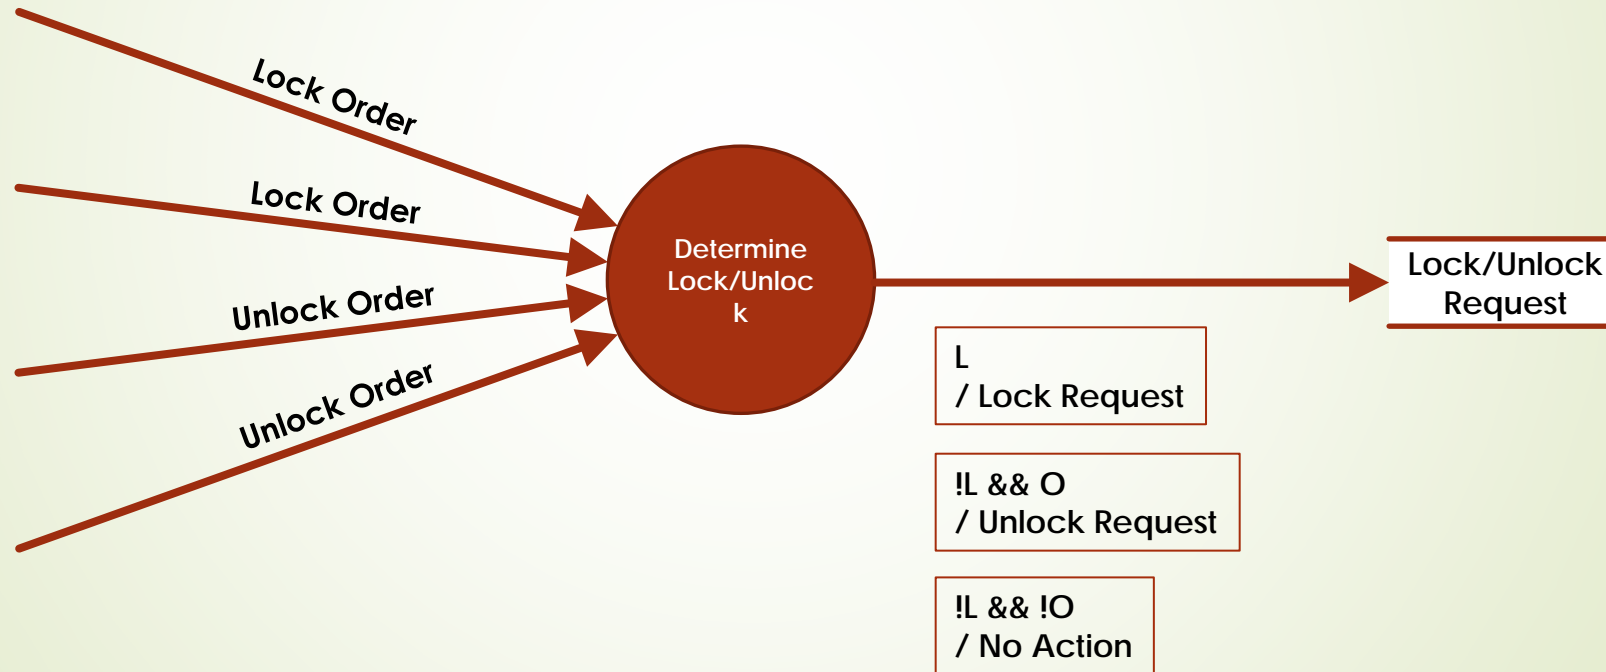 Lock Order
Lock Order
Unlock Order
Unlock Order
Determine
Lock/Unloc
k
Lock/Unlock
Request
L
/ Lock Request
!L && O
/ Unlock Request
!L && !O
/ No Action